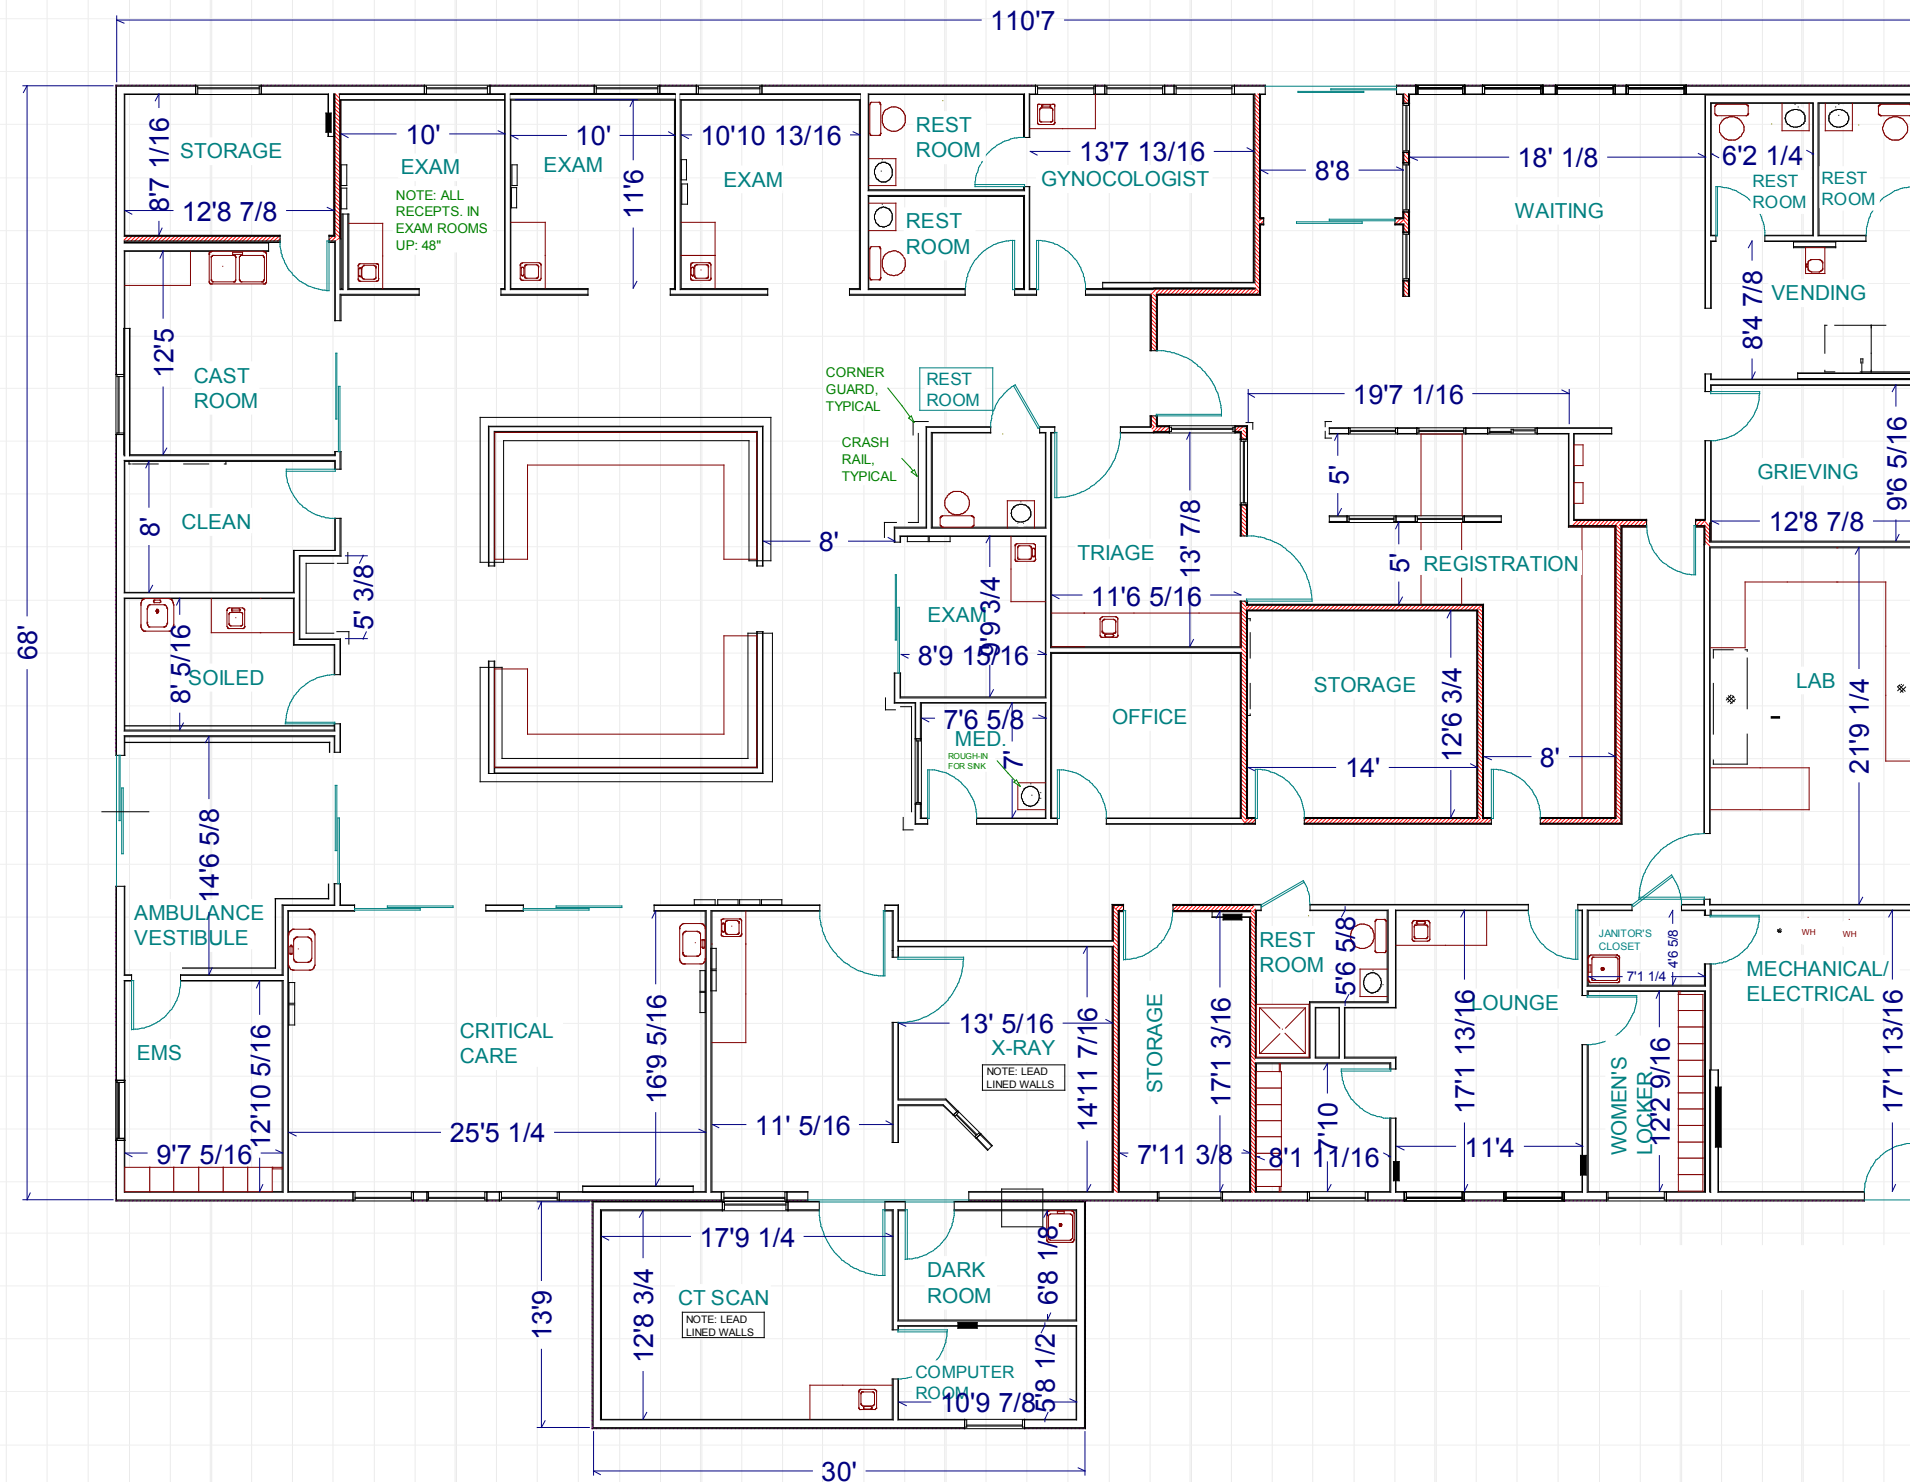 110'7
68'
8'7 1/16
STORAGE
12'8 7/8
10'
EXAM
NOTE: ALL
RECEPTS. IN
EXAM ROOMS
UP: 48"
10'
EXAM
11'6
10'10 13/16
EXAM
REST
ROOM
REST
ROOM
13'7 13/16
GYNOCOLOGIST
8'8
18' 1/8
WAITING
6'2 1/4
REST
ROOM
REST
ROOM
8'4 7/8
VENDING
12'5
CAST
ROOM
CORNER
GUARD,
TYPICAL
REST
ROOM
CRASH
RAIL,
TYPICAL
19'7 1/16
5'
GRIEVING
9'6 5/16
12'8 7/8
8'
CLEAN
5' 3/8
8'
TRIAGE
13' 7/8
11'6 5/16
5'
REGISTRATION
EXAM
9'9 3/4
8'9 15/16
8' 5/16
SOILED
7'6 5/8
MED.
7'
ROUGH-IN
FOR SINK
OFFICE
STORAGE
12'6 3/4
14'
8'
LAB
21'9 1/4
14'6 5/8
AMBULANCE
VESTIBULE
EMS
12'10 5/16
9'7 5/16
CRITICAL
CARE
16'9 5/16
25'5 1/4
11' 5/16
13' 5/16
X-RAY
NOTE: LEAD
LINED WALLS
14'11 7/16
STORAGE
17'1 3/16
7'11 3/8
REST
ROOM
5'6 5/8
7'10
8'1 11/16
LOUNGE
17'1 13/16
11'4
JANITOR'S
CLOSET
4'6 5/8
7'1 1/4
WOMEN'S
LOCKER
12'2 9/16
WH
WH
MECHANICAL/
ELECTRICAL
17'1 13/16
13'9
17'9 1/4
CT SCAN
NOTE: LEAD
LINED WALLS
12'8 3/4
DARK
ROOM
6'8 1/8
COMPUTER
ROOM
5'8 1/2
10'9 7/8
30'